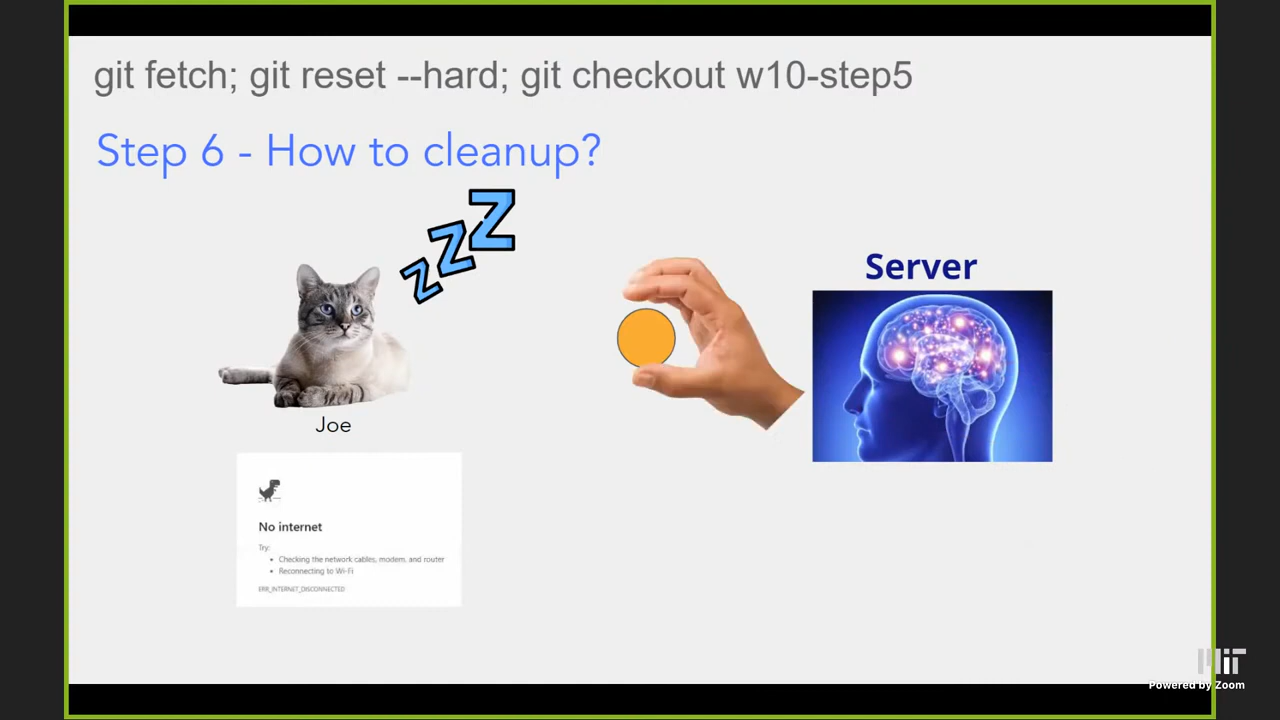 git fetch; git reset --hard; git checkout w10-step5
Step 6 - How to cleanup?
Z
Z
Z
Server
Joe
No internet
Try:
• Checking the network cables, modem, and router
• Reconnecting to Wi-Fi
ERR_INTERNET_DISCONNECTED
MIT
Powered by Zoom